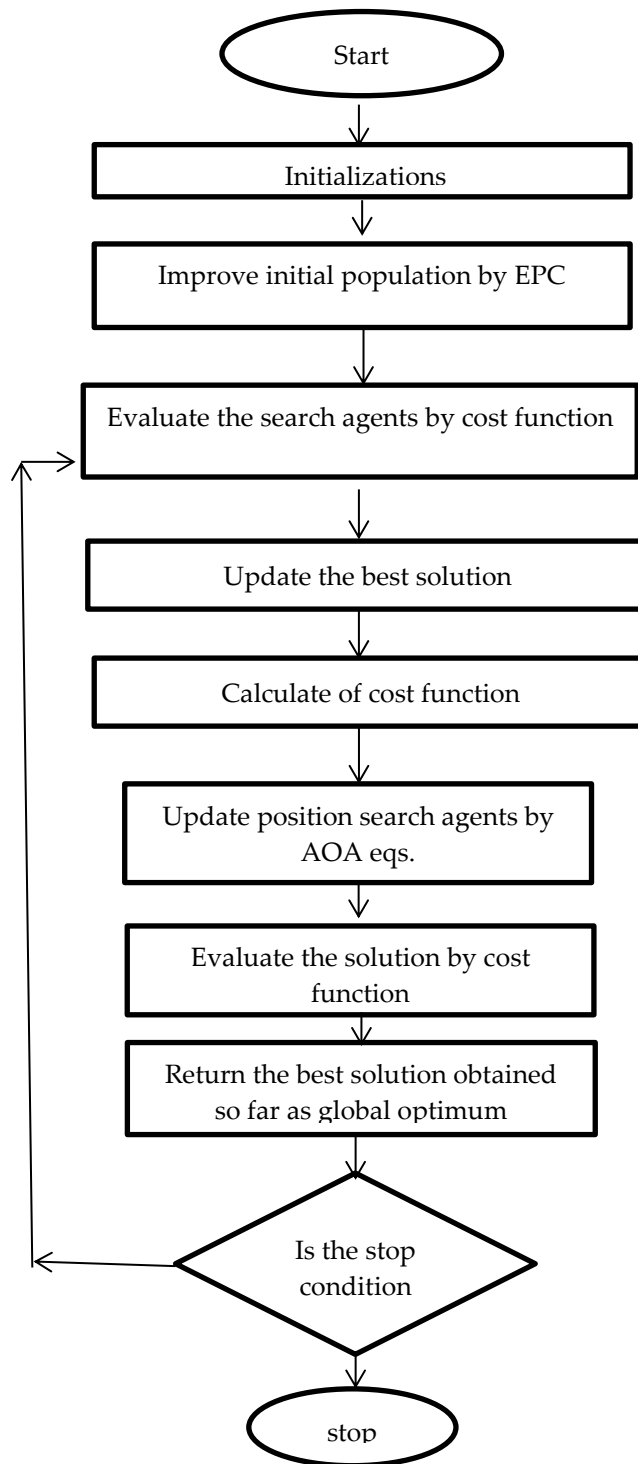 Start
Initializations
Improve initial population by EPC
Evaluate the search agents by cost function
Update the best solution
Calculate of cost function
Update position search agents by
AOA eqs.
Evaluate the solution by cost
function
Return the best solution obtained
so far as global optimum
Is the stop
condition
stop